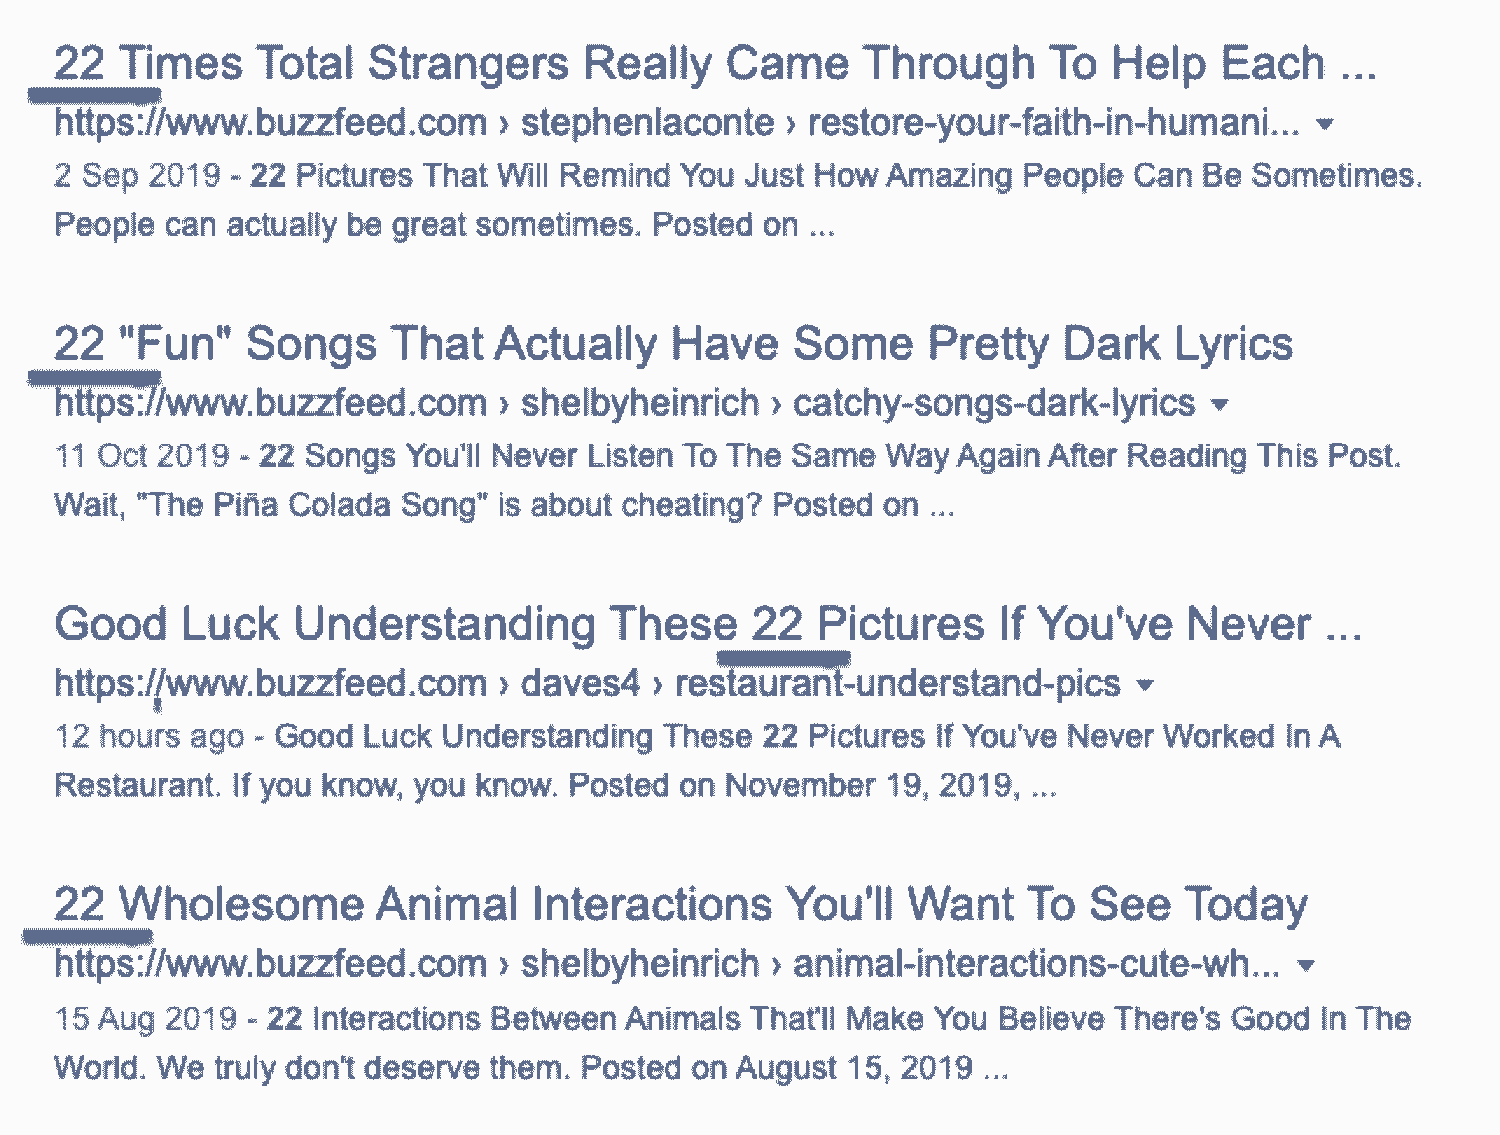 22 Times Total Strangers Really Came Through To Help Each ...
https://www.buzzfeed.com › stephenlaconte › restore-your-faith-in-humani... ▼
2 Sep 2019 - 22 Pictures That Will Remind You Just How Amazing People Can Be Sometimes.
People can actually be great sometimes. Posted on ...
22 "Fun" Songs That Actually Have Some Pretty Dark Lyrics
https://www.buzzfeed.com › shelbyheinrich › catchy-songs-dark-lyrics ▼
11 Oct 2019 - 22 Songs You'll Never Listen To The Same Way Again After Reading This Post.
Wait, "The Piña Colada Song" is about cheating? Posted on ...
Good Luck Understanding These 22 Pictures If You've Never ...
https://www.buzzfeed.com › daves4 › restaurant-understand-pics ▼
12 hours ago - Good Luck Understanding These 22 Pictures If You've Never Worked In A
Restaurant. If you know, you know. Posted on November 19, 2019, ...
22 Wholesome Animal Interactions You'll Want To See Today
https://www.buzzfeed.com › shelbyheinrich › animal-interactions-cute-wh... ▼
15 Aug 2019 - 22 Interactions Between Animals That'll Make You Believe There's Good In The
World. We truly don't deserve them. Posted on August 15, 2019 ...